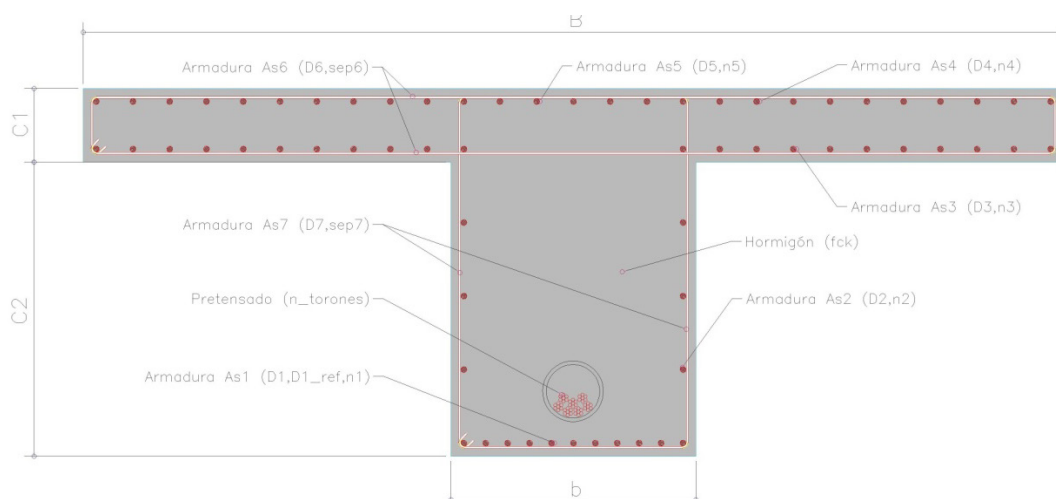 B
Armadura As6 (D6,sep6)
Armadura As5 (D5,n5)
Armadura As4 (D4,n4)
C1
Armadura As3 (D3,n3)
Armadura As7 (D7,sep7)
Hormigón (fck)
C2
Pretensado (n_torones)
Armadura As2 (D2,n2)
Armadura As1 (D1,D1_ref,n1)
b